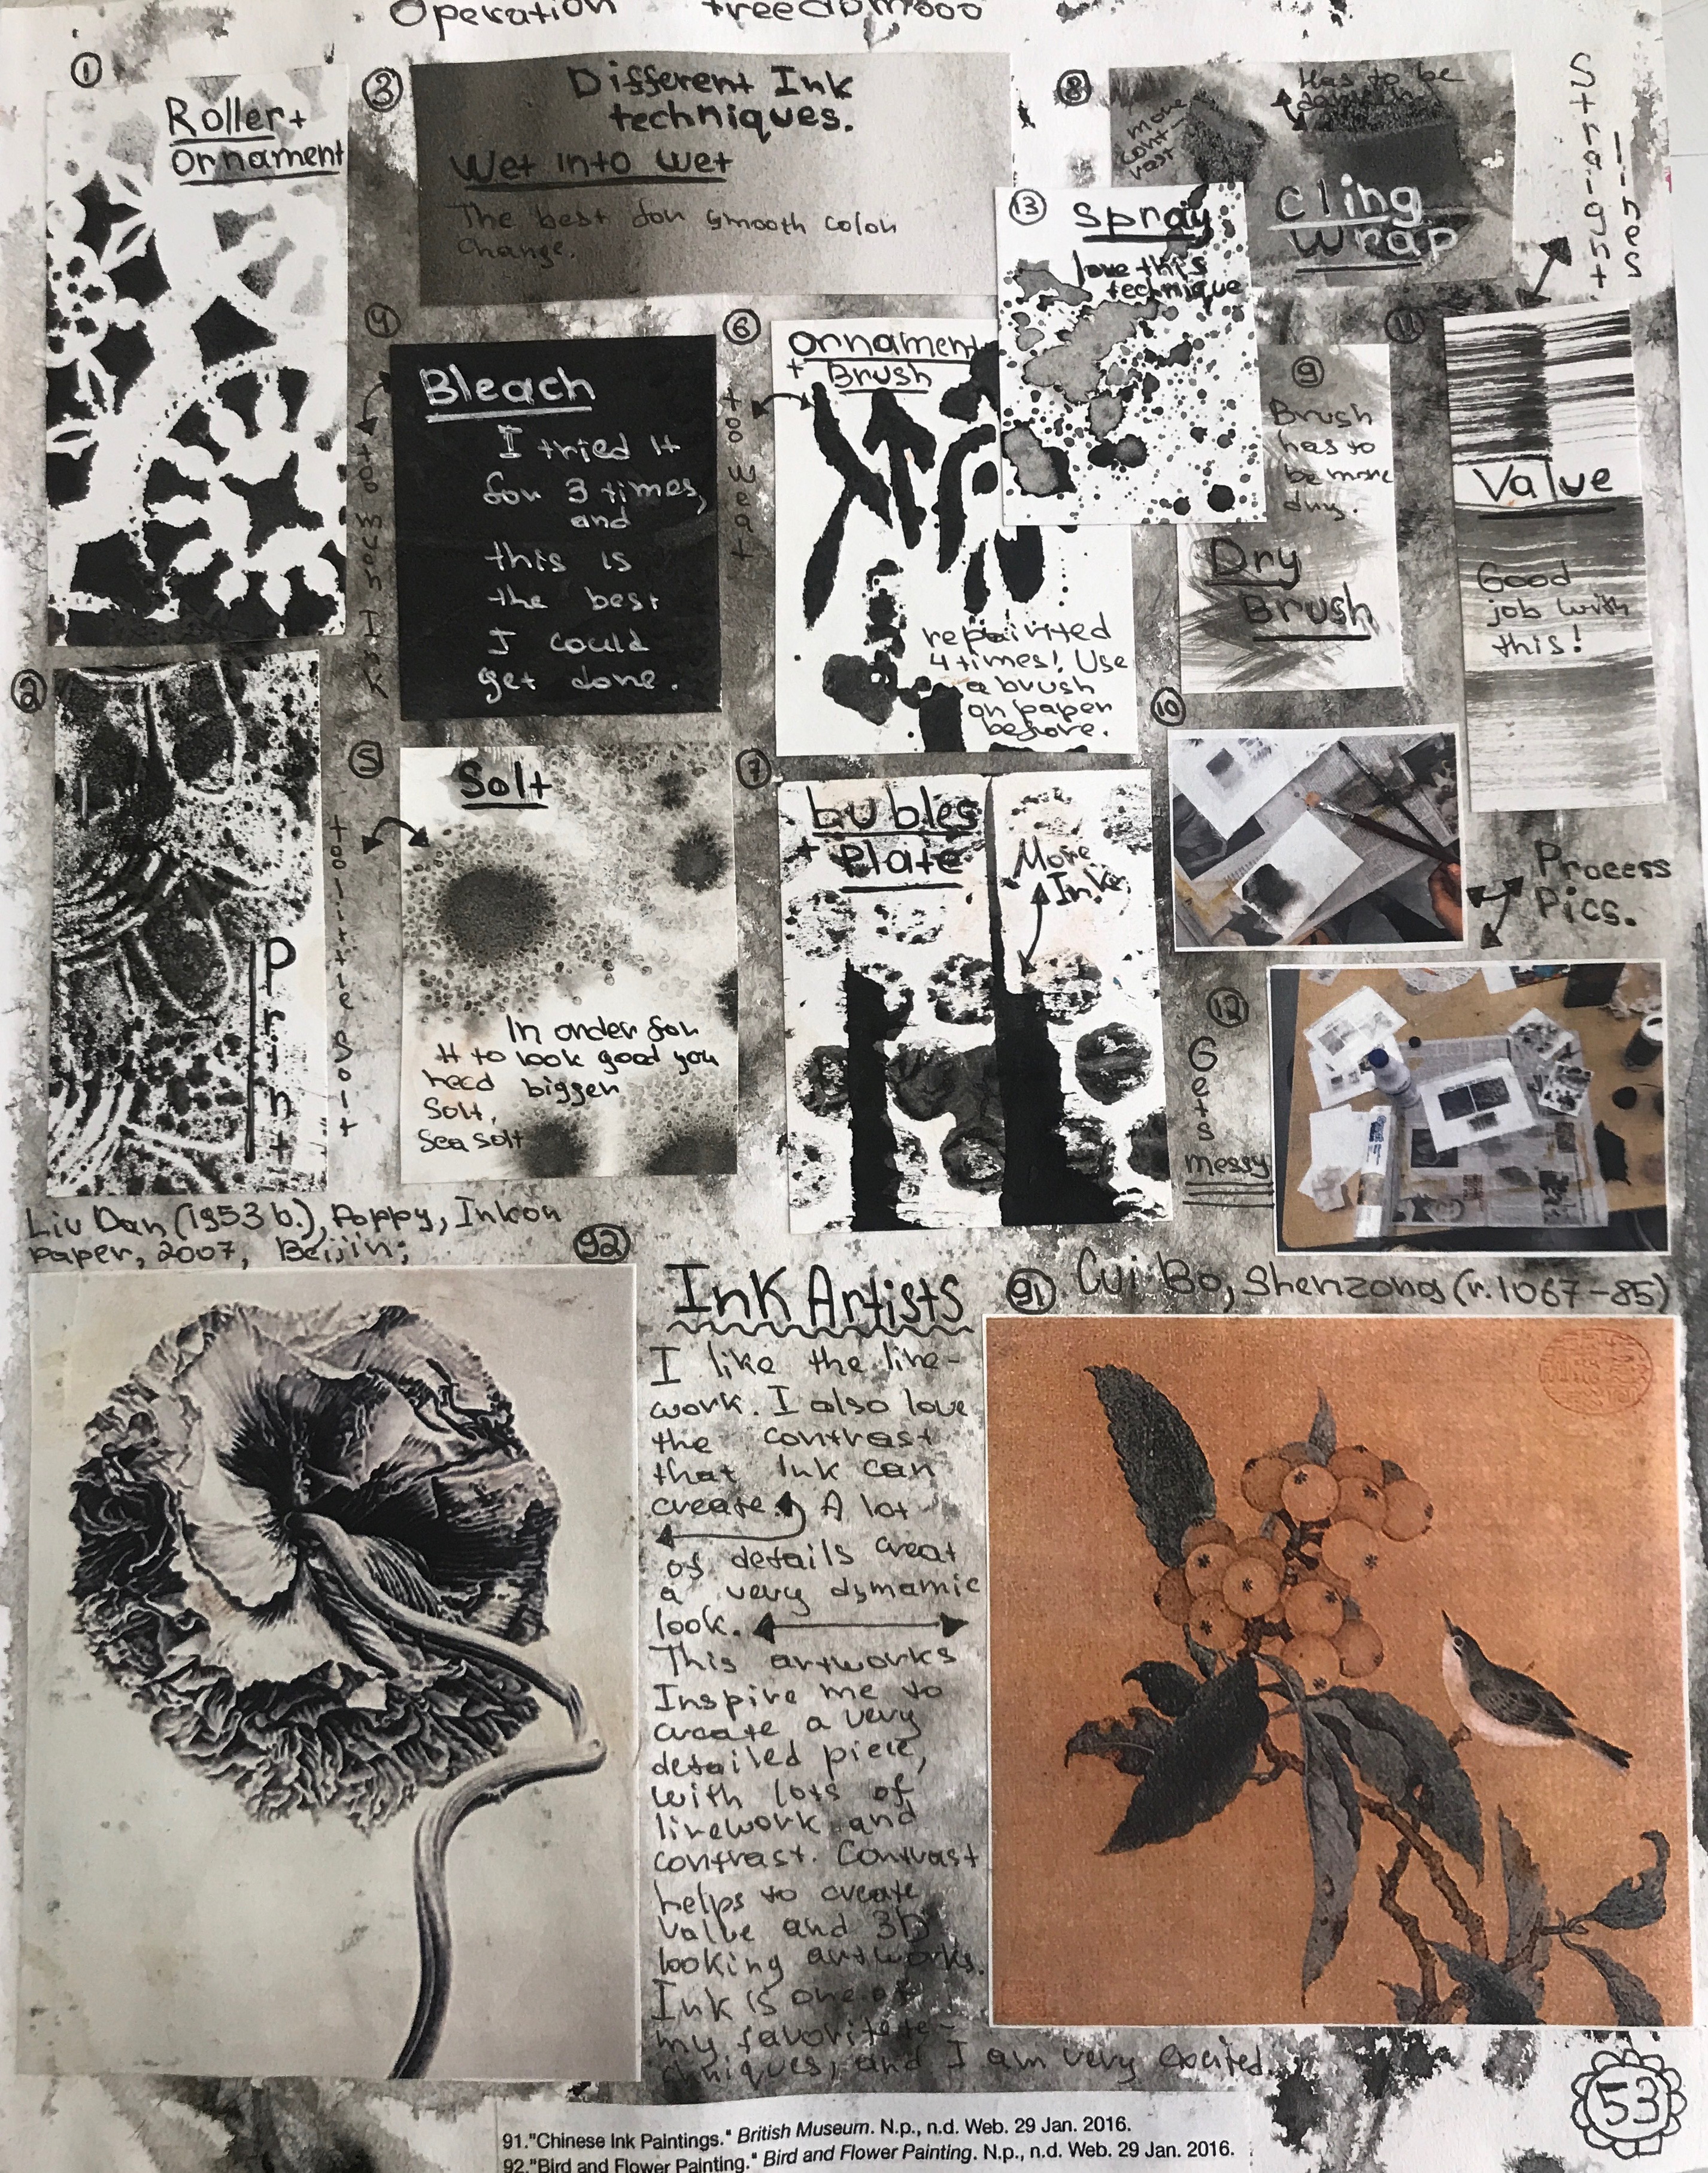 Operation
①
Roller +
Ornament
③
Different Ink
techniques.
Wet into wet
The best for smooth color
change.
⑧
more
cont-
rast
Has to be
Cling
Wrap
Straight
lines
⑬
Spray
love this
technique
④
too much Ink
Bleach
I tried It
for 3 times,
and
this is
the best
I could
get done.
⑥
too wet
Ornament
+ Brush
repainted
4 times! Use
a brush
on paper
before.
⑨
Brush
has to
be more
dry.
Dry
Brush
⑪
Value
Good
job with
this!
②
Print
⑤
too little Solt
Solt
In order for
It to look good you
need bigger
Solt,
Sea solt
⑦
bubles
+ Plate
More
Ink
⑩
Process
Pics.
⑫
Gets
messy
Liu Dan (1953 b.), Poppy, Ink on
paper, 2007, Beijin;
92
Ink Artists
I like the line-
work. I also love
the contrast
that Ink can
create. A lot
of details creat
a very dymamic
look.
This artworks
Inspire me to
create a very
detailed piece,
with lots of
linework and
contrast. Contrast
helps to create
value and 3D
looking artworks.
Ink is one of
my favorite te-
chniques, and I am very excited.
91 Cui Bo, Shenzong (r. 1067-85)
53
91."Chinese Ink Paintings." British Museum. N.p., n.d. Web. 29 Jan. 2016.
92."Bird and Flower Painting." Bird and Flower Painting. N.p., n.d. Web. 29 Jan. 2016.